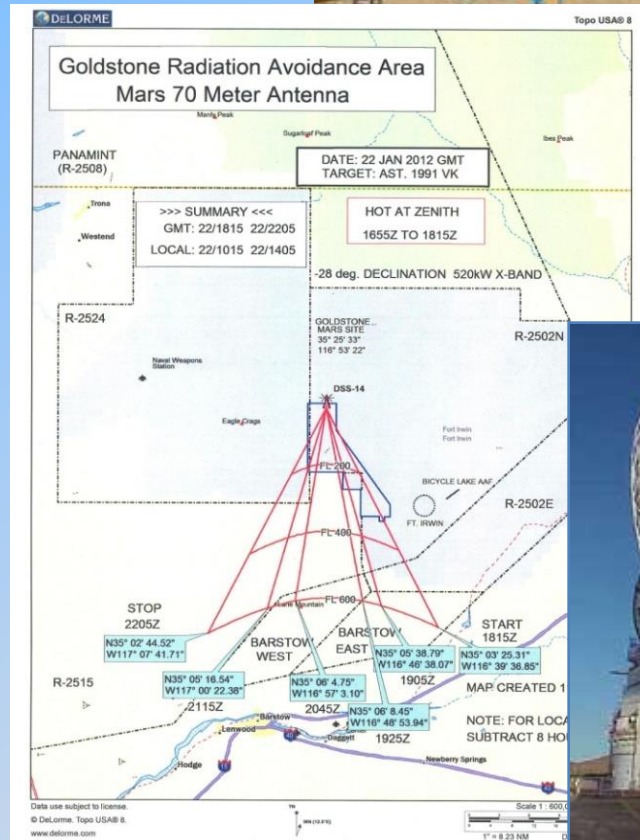 DELORME
Topo USA® 8
Goldstone Radiation Avoidance Area
Mars 70 Meter Antenna
Sugarloaf Peak
Ibex Peak
PANAMINT
(R-2508)
DATE: 22 JAN 2012 GMT
TARGET: AST. 1991 VK
Trona
Westend
>>> SUMMARY <<<
GMT: 22/1815 22/2205
LOCAL: 22/1015 22/1405
HOT AT ZENITH
1655Z TO 1815Z
-28 deg. DECLINATION 520kW X-BAND
R-2524
GOLDSTONE
MARS SITE
35° 25' 33"
116° 53' 22"
R-2502N
Naval Weapons
Station
DSS-14
Eagle Crags
Fort Irwin
Fort Irwin
FL 200
BICYCLE LAKE AAF
R-2502E
FT. IRWIN
FL 400
FL 600
STOP
2205Z
N35° 02' 44.52"
W117° 07' 41.71"
BARSTOW
WEST
BARSTOW
EAST
START
1815Z
N35° 05' 38.79"
W116° 46' 38.07"
1905Z
N35° 03' 25.31"
W116° 39' 36.85"
R-2515
N35° 05' 16.54"
W117° 00' 22.38"
2115Z
N35° 06' 4.75"
W116° 57' 3.10"
2045Z
N35° 06' 8.45"
W116° 48' 53.94"
1925Z
MAP CREATED 1
NOTE: FOR LOCA
SUBTRACT 8 HOU
Barstow
Lenwood
Daggett
Hodge
Newberry Springs
Data use subject to license.
© DeLorme. Topo USA® 8.
www.delorme.com
TN
MN (12.5°E)
Scale 1 : 600,0
1" = 8.23 NM